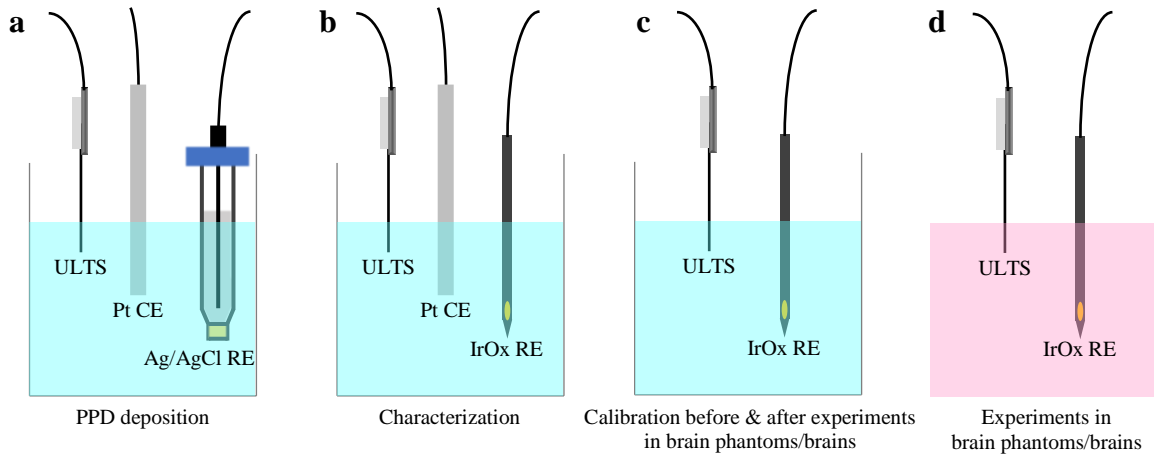 a
ULTS
Pt CE
Ag/AgCl RE
PPD deposition
b
ULTS
Pt CE
IrOx RE
Characterization
c
ULTS
IrOx RE
Calibration before & after experiments
in brain phantoms/brains
d
ULTS
IrOx RE
Experiments in
brain phantoms/brains